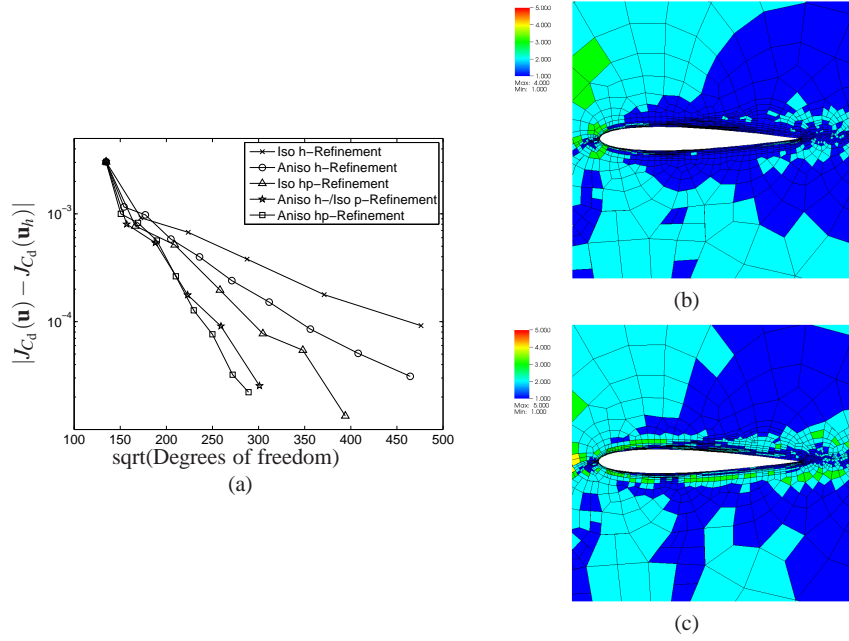 10^{-3}
10^{-4}
|J_{C_d}(u) − J_{C_d}(u_h)|
Iso h−Refinement
Aniso h−Refinement
Iso hp−Refinement
Aniso h−/Iso p−Refinement
Aniso hp−Refinement
100 150 200 250 300 350 400 450 500
sqrt(Degrees of freedom)
(a)
5.000
4.000
3.000
2.000
1.000
Max: 4.000
Min: 1.000
(b)
5.000
4.000
3.000
2.000
1.000
Max: 5.000
Min: 1.000
(c)